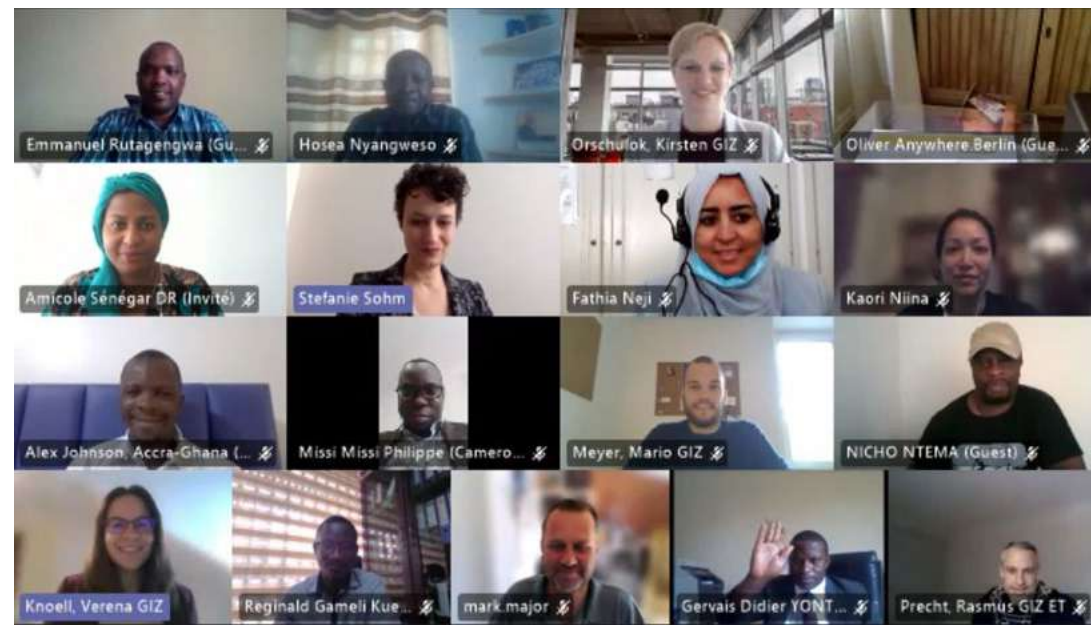 Emmanuel Rutagengwa (Gu...
Hosea Nyangweso
Orschulok, Kirsten GIZ
Oliver Anywhere.Berlin (Gue...
Amicole Sénégar DR (Invité)
Stefanie Sohm
Fathia Neji
Kaori Niina
Alex Johnson, Accra-Ghana (...
Missi Missi Philippe (Camero...
Meyer, Mario GIZ
NICHO NTEMA (Guest)
Knoell, Verena GIZ
Reginald Gameli Kue...
mark.major
Gervais Didier YONT...
Precht, Rasmus GIZ ET